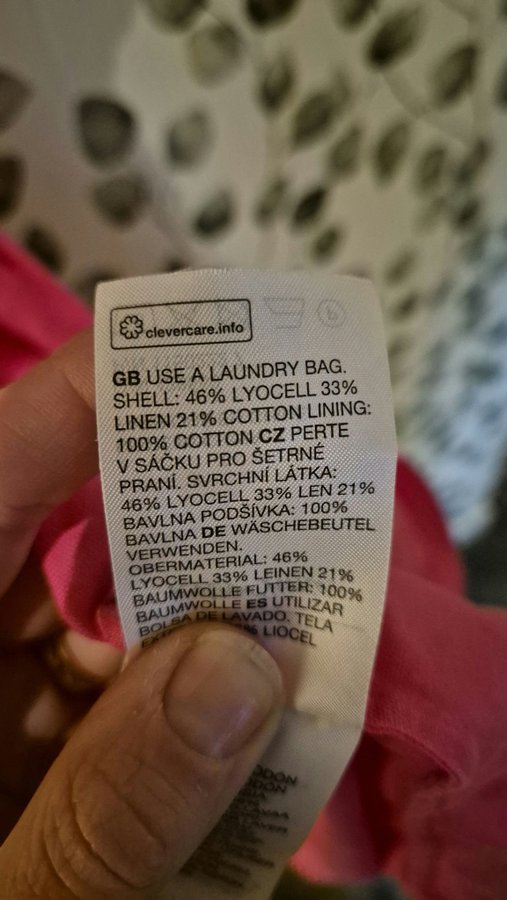 clevercare.info
GB USE A LAUNDRY BAG.
SHELL: 46% LYOCELL 33%
LINEN 21% COTTON LINING:
100% COTTON CZ PERTE
V SÁČKU PRO ŠETRNÉ
PRANÍ. SVRCHNÍ LÁTKA:
46% LYOCELL 33% LEN 21%
BAVLNA PODŠÍVKA: 100%
BAVLNA DE WÄSCHEBEUTEL
VERWENDEN.
OBERMATERIAL: 46%
LYOCELL 33% LEINEN 21%
BAUMWOLLE FUTTER: 100%
BAUMWOLLE ES UTILIZAR
BOLSA DE LAVADO. TELA
LIOCEL